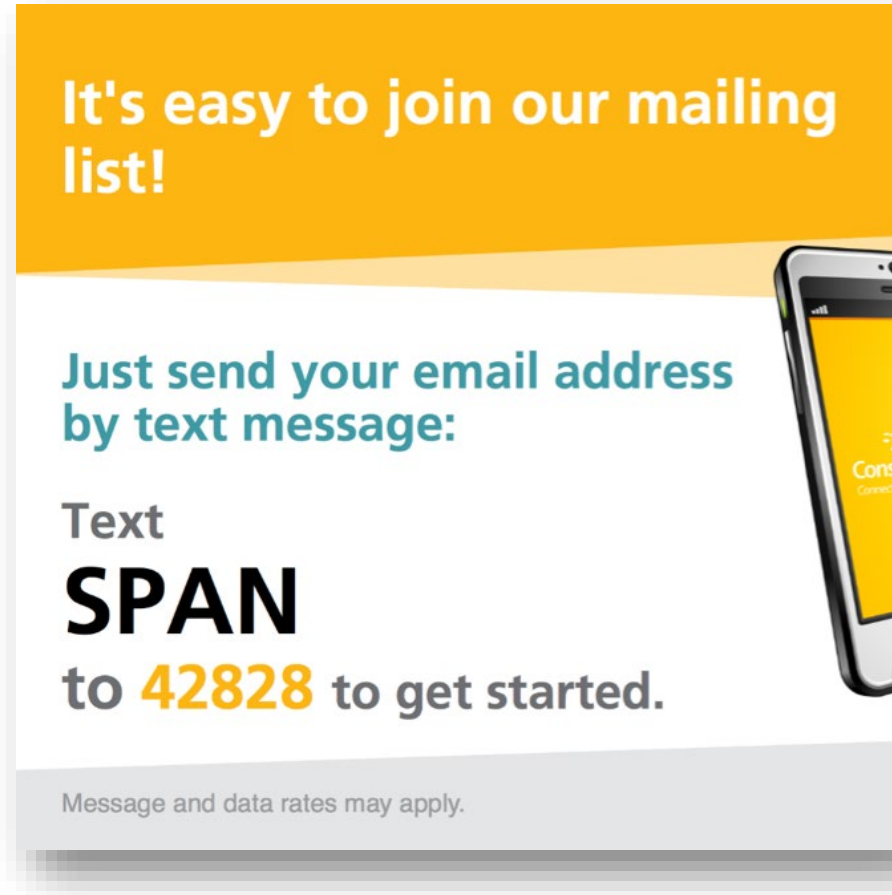 It's easy to join our mailing
list!
Just send your email address
by text message:
Text
SPAN
to 42828 to get started.
Message and data rates may apply.